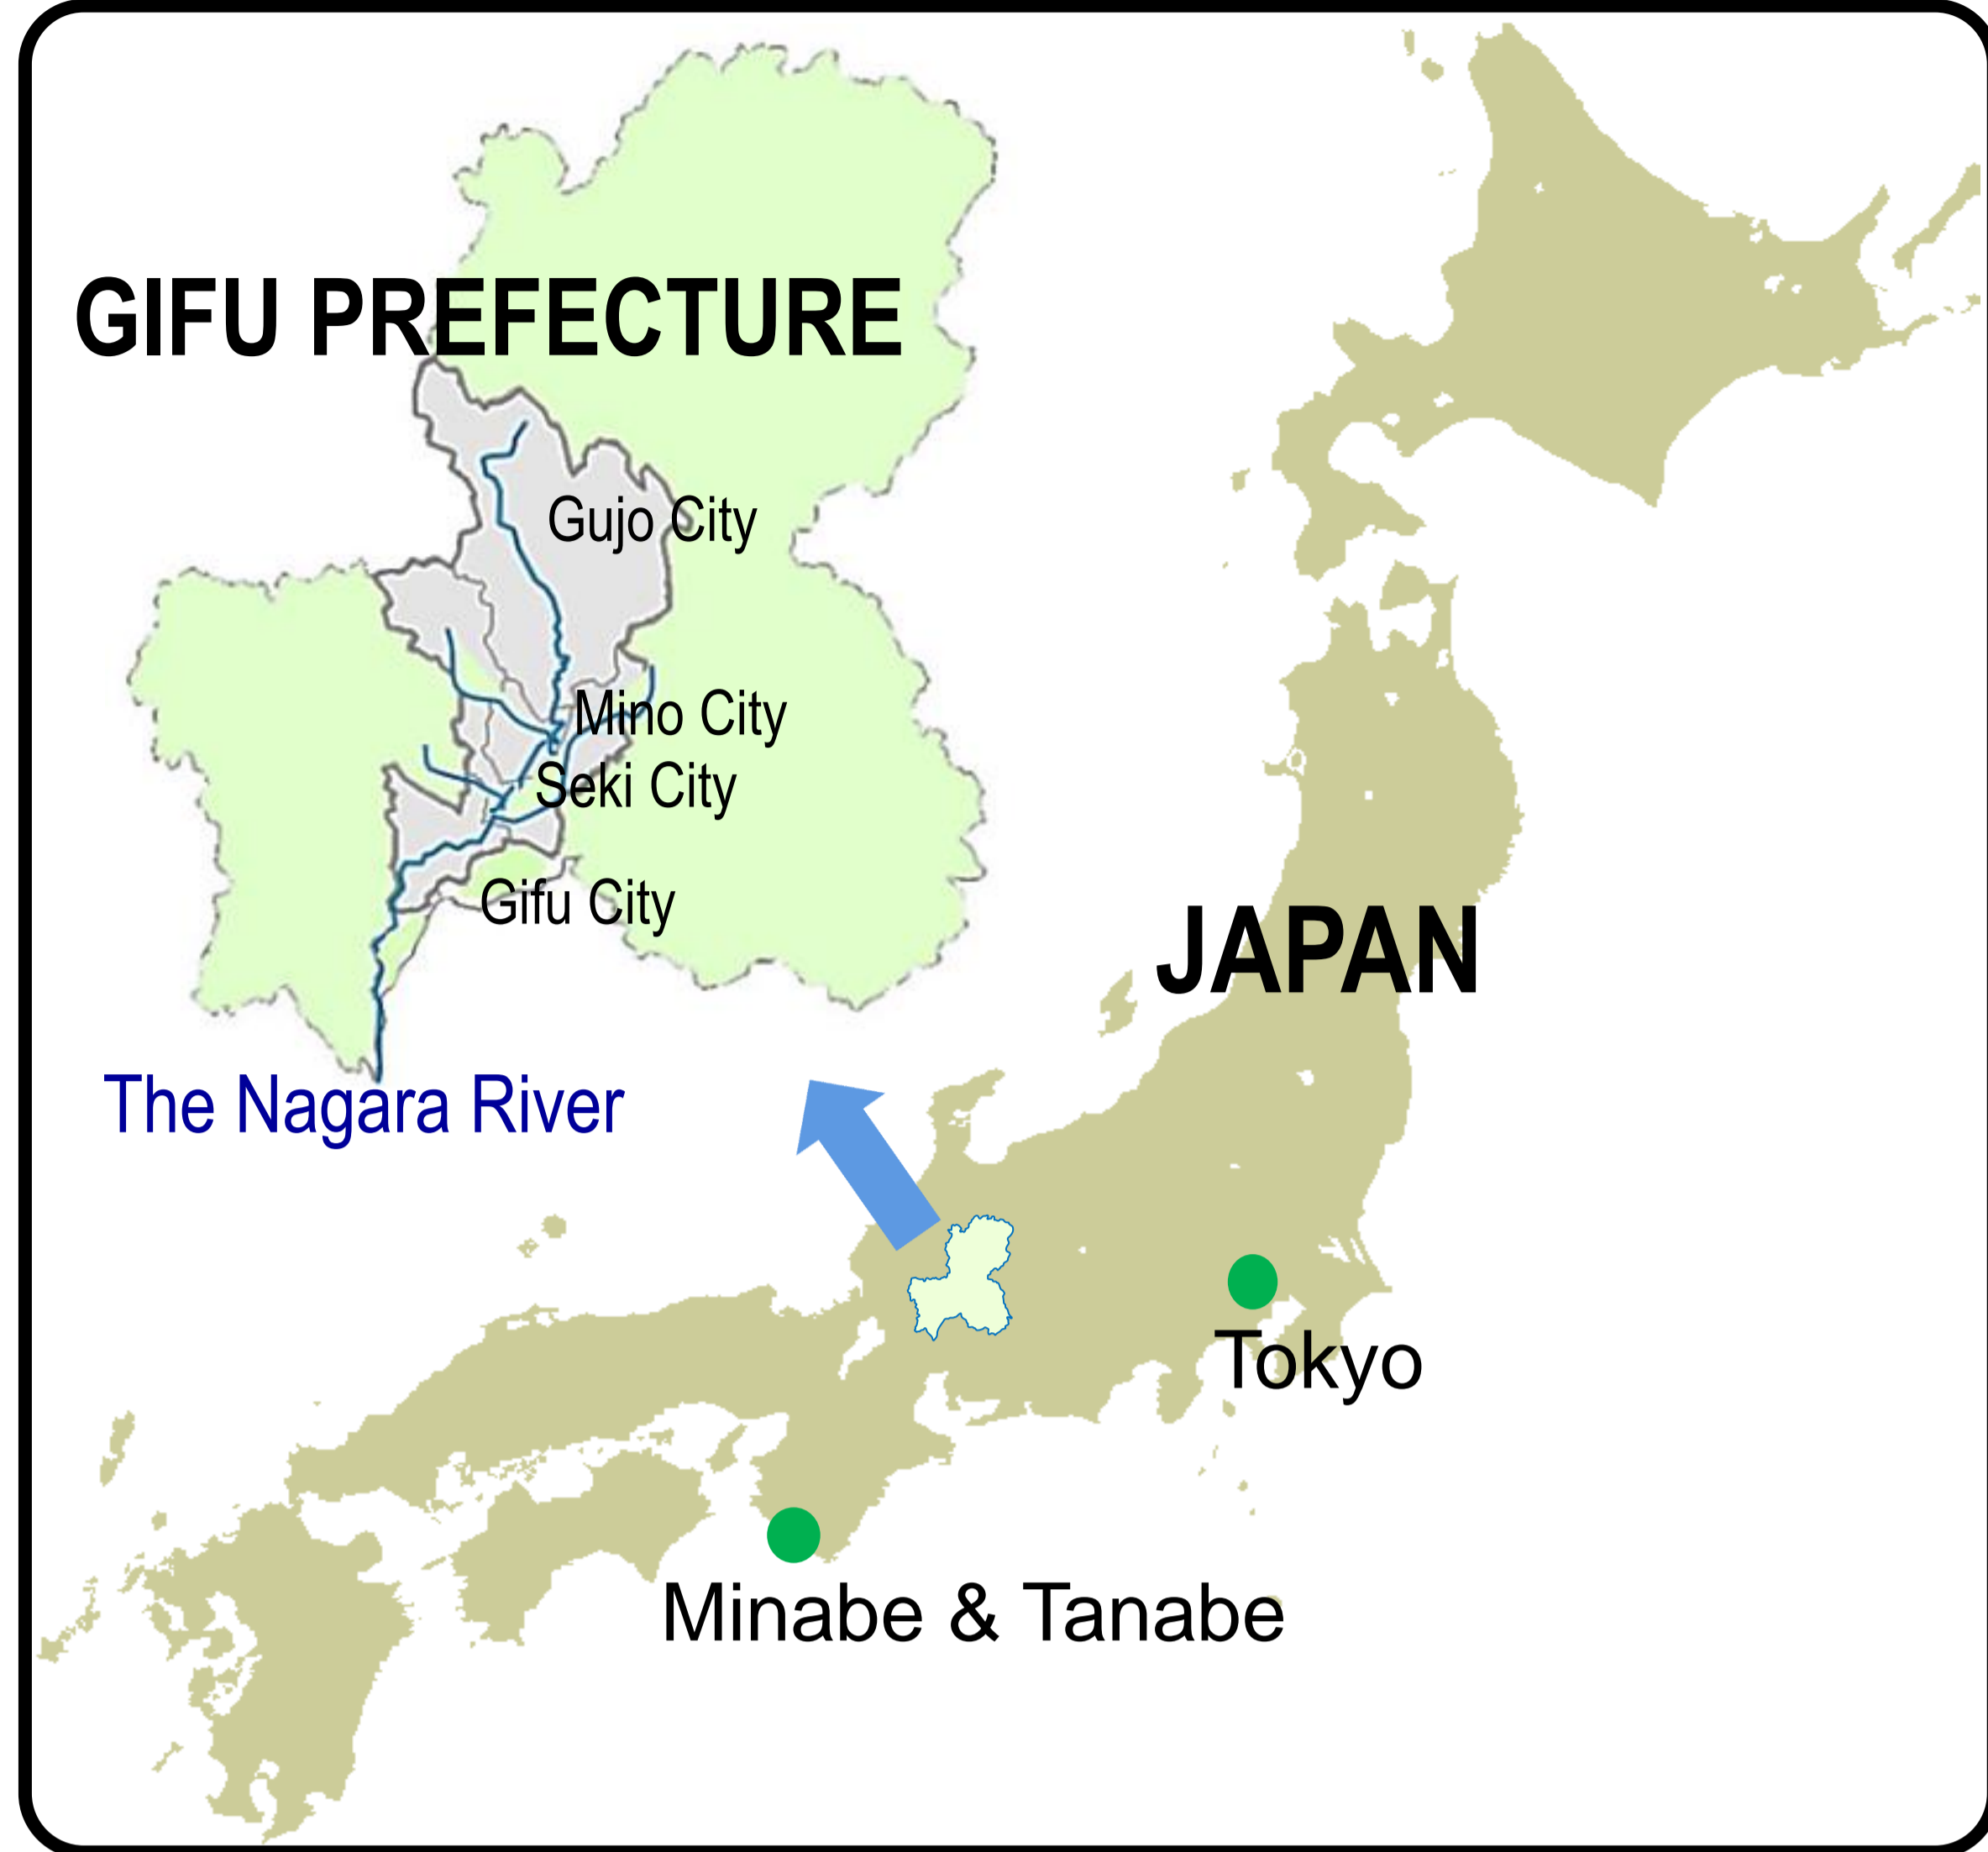 GIFU PREFECTURE
Gujo City
Mino City
Seki City
Gifu City
JAPAN
The Nagara River
Tokyo
Minabe & Tanabe